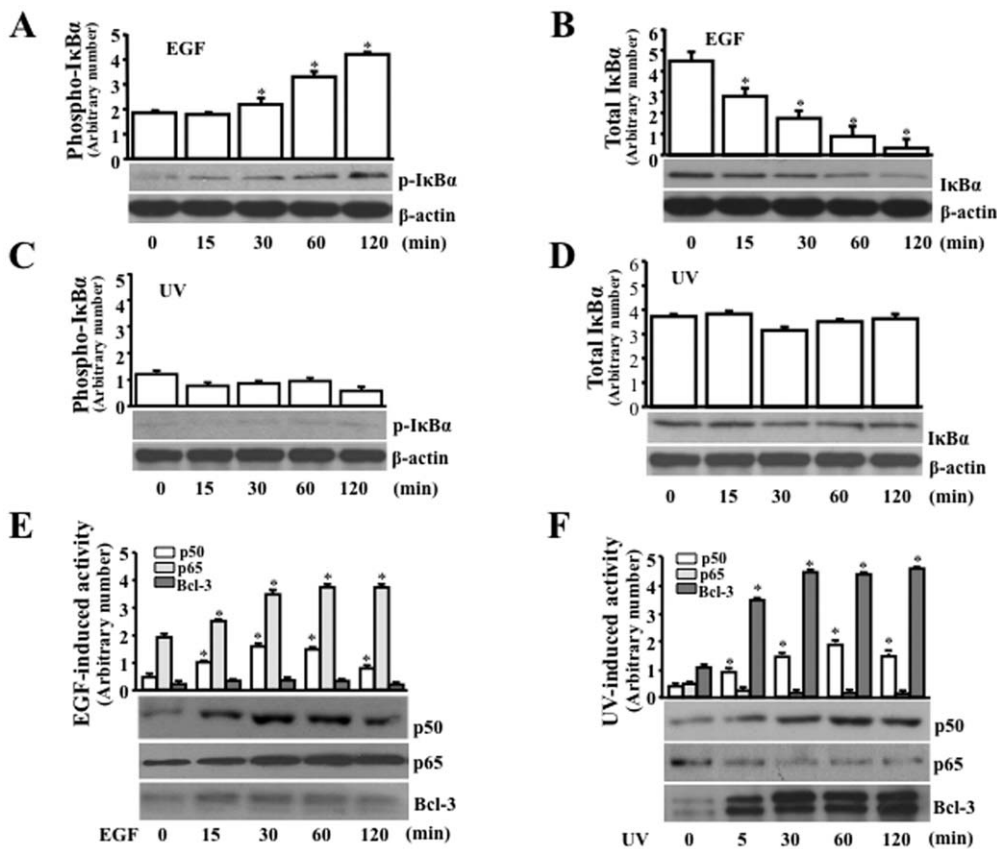 A
Phospho-IκBα
(Arbitrary number)
5
4
3
2
1
0
EGF
*
*
*
p-IκBα
β-actin
0 15 30 60 120 (min)
B
Total IκBα
(Arbitrary number)
6
5
4
3
2
1
0
EGF
*
*
*
*
IκBα
β-actin
0 15 30 60 120 (min)
C
Phospho-IκBα
(Arbitrary number)
5
4
3
2
1
0
UV
p-IκBα
β-actin
0 15 30 60 120 (min)
D
Total IκBα
(Arbitrary number)
6
5
4
3
2
1
0
UV
IκBα
β-actin
0 15 30 60 120 (min)
E
EGF-induced activity
(Arbitrary number)
5
4
3
2
1
0
p50
p65
Bcl-3
* * * * * * * *
p50
p65
Bcl-3
EGF 0 15 30 60 120 (min)
F
UV-induced activity
(Arbitrary number)
5
4
3
2
1
0
p50
p65
Bcl-3
* * * * * * * *
p50
p65
Bcl-3
UV 0 5 30 60 120 (min)